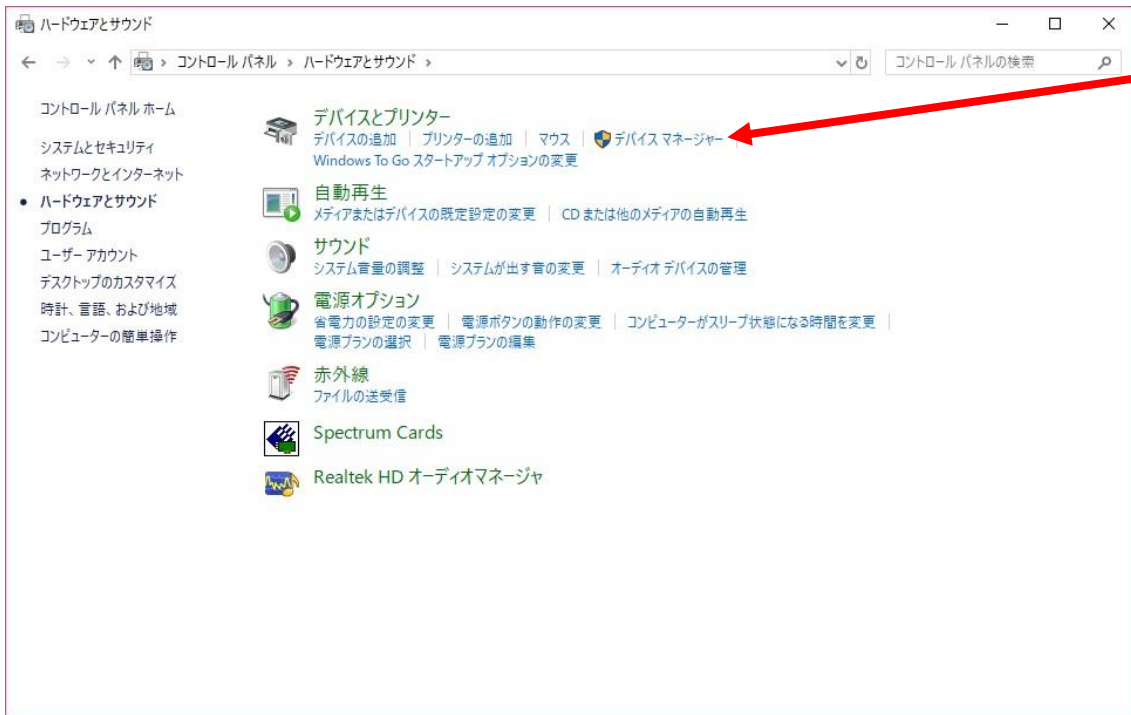 ハードウェアとサウンド
コントロール パネル › ハードウェアとサウンド ›
コントロール パネルの検索
コントロール パネル ホーム
システムとセキュリティ
ネットワークとインターネット
ハードウェアとサウンド
プログラム
ユーザー アカウント
デスクトップのカスタマイズ
時計、言語、および地域
コンピューターの簡単操作
デバイスとプリンター
デバイスの追加 | プリンターの追加 | マウス | デバイス マネージャー |
Windows To Go スタートアップ オプションの変更
自動再生
メディアまたはデバイスの既定設定の変更 | CD または他のメディアの自動再生
サウンド
システム音量の調整 | システムが出す音の変更 | オーディオ デバイスの管理
電源オプション
省電力の設定の変更 | 電源ボタンの動作の変更 | コンピューターがスリープ状態になる時間を変更 |
電源プランの選択 | 電源プランの編集
赤外線
ファイルの送受信
Spectrum Cards
Realtek HD オーディオマネージャ